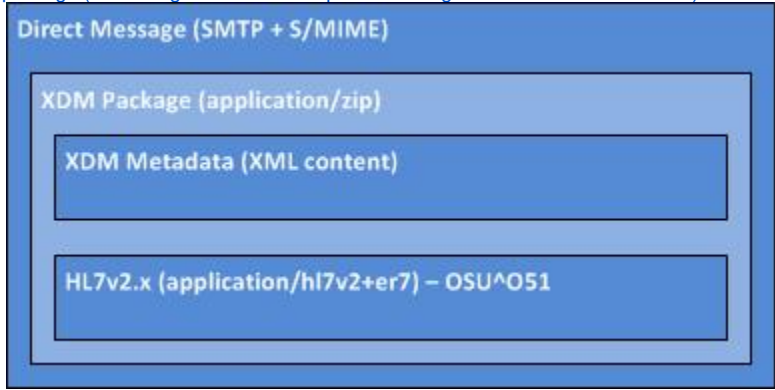 Direct Message (SMTP + S/MIME)
XDM Package (application/zip)
XDM Metadata (XML content)
HL7v2.x (application/hl7v2+er7) – OSU^O51